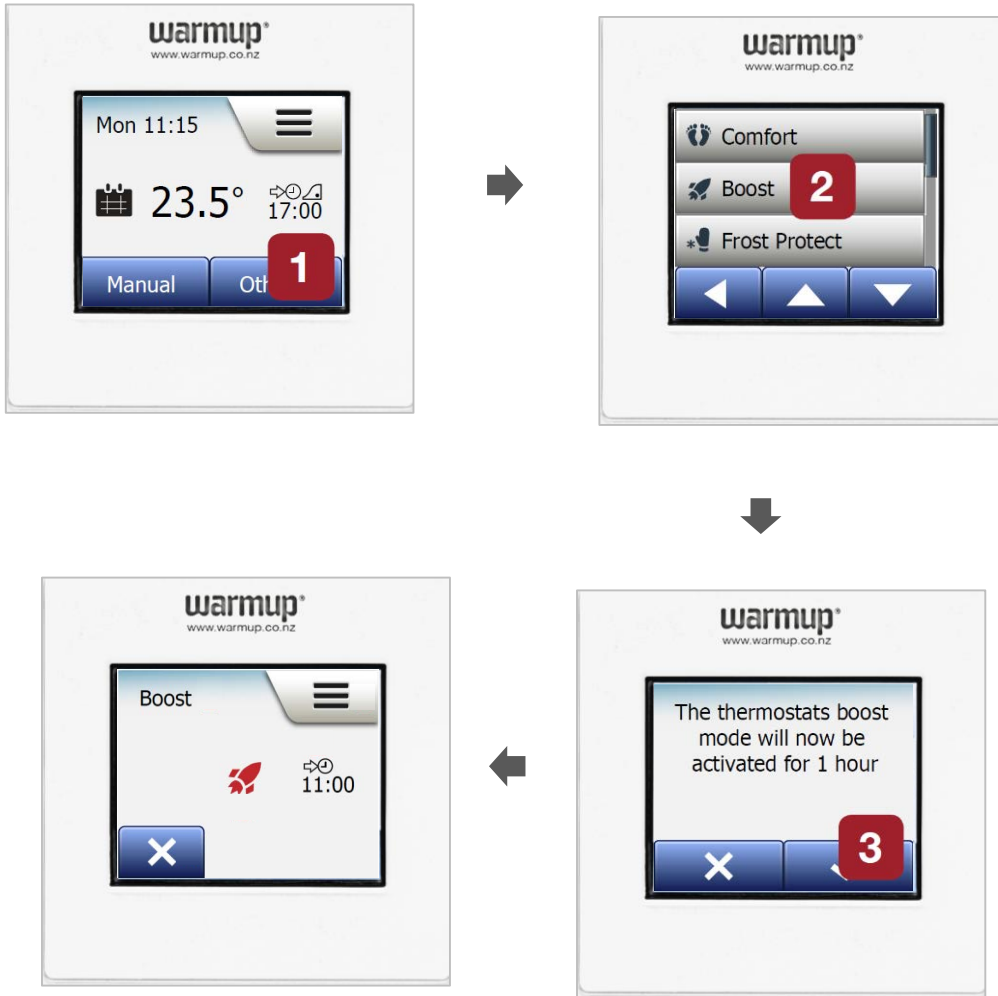 warmup®
www.warmup.co.nz
Mon 11:15
23.5°
17:00
1
Manual
warmup®
www.warmup.co.nz
Comfort
Boost
2
Frost Protect
warmup®
www.warmup.co.nz
Boost
11:00
warmup®
www.warmup.co.nz
The thermostats boost
mode will now be
activated for 1 hour
3